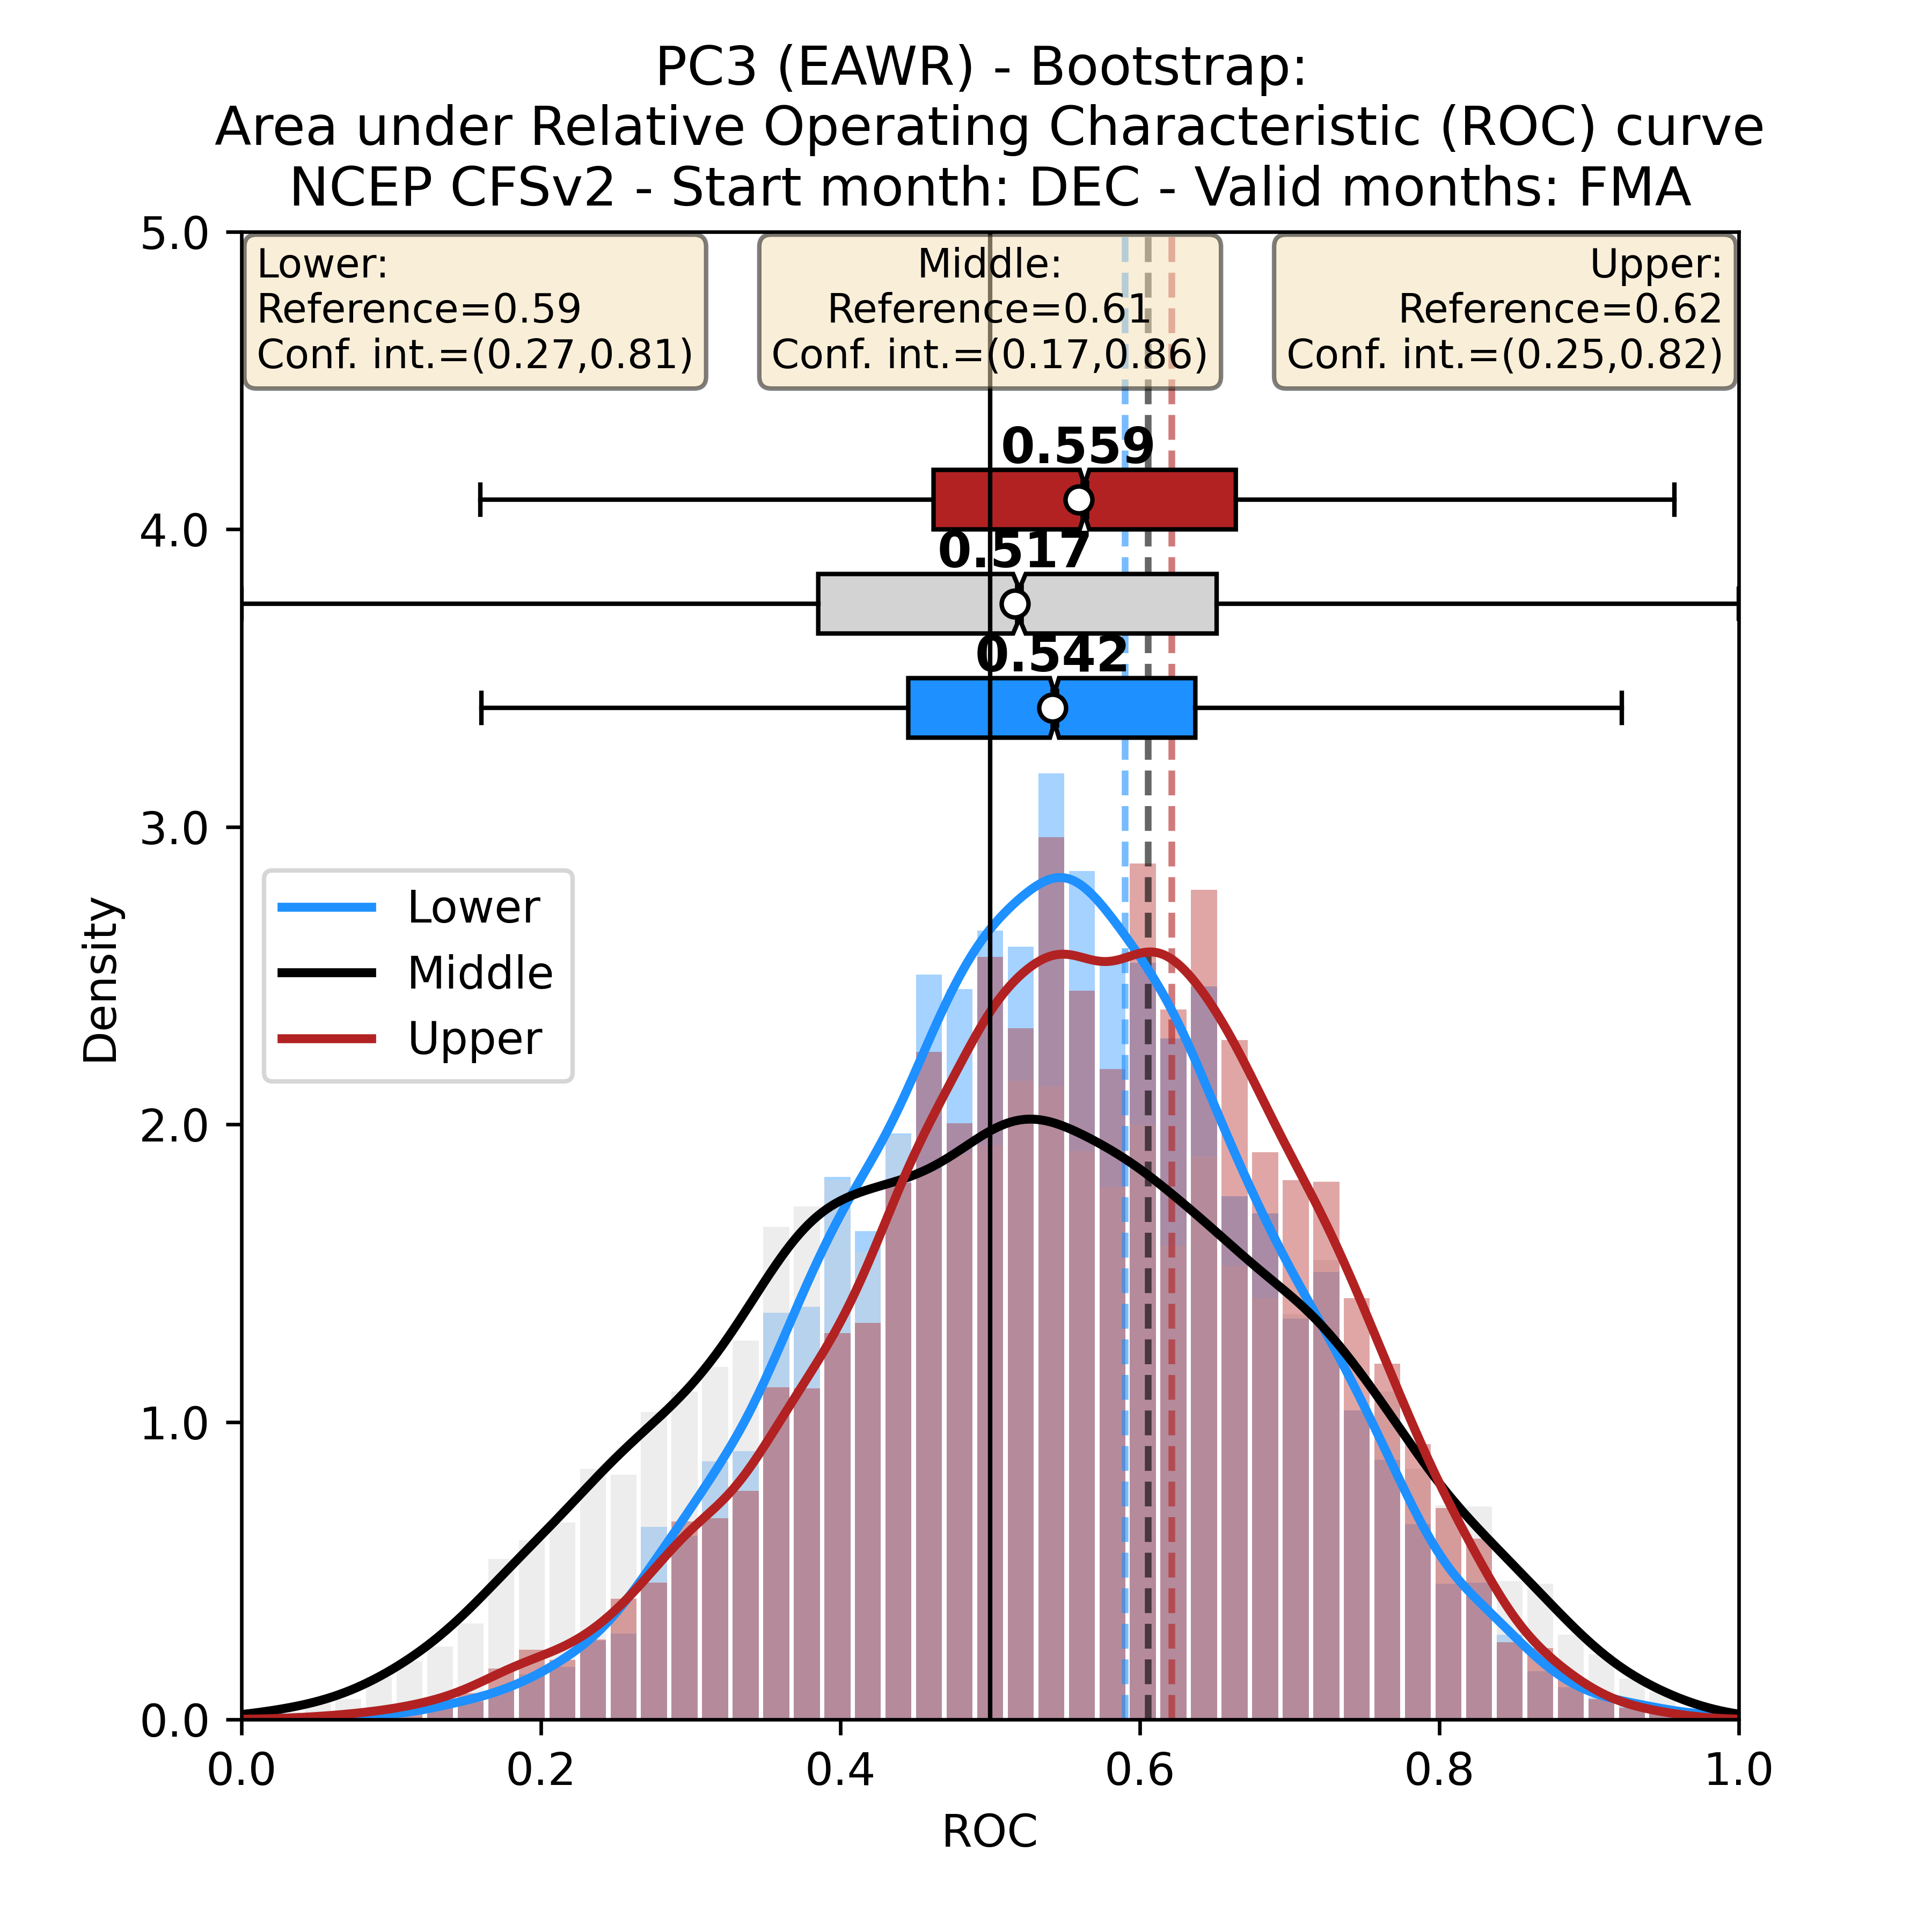 PC3 (EAWR) - Bootstrap:
Area under Relative Operating Characteristic (ROC) curve
NCEP CFSv2 - Start month: DEC - Valid months: FMA
Lower:
Reference=0.59
Conf. int.=(0.27,0.81)
Middle:
Reference=0.61
Conf. int.=(0.17,0.86)
Upper:
Reference=0.62
Conf. int.=(0.25,0.82)
0.559
0.517
0.542
Lower
Middle
Upper
Density
5.0
4.0
3.0
2.0
1.0
0.0
0.0
0.2
0.4
0.6
0.8
1.0
ROC